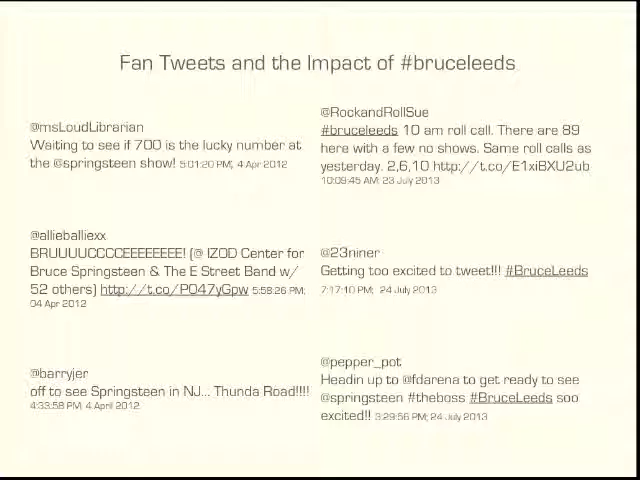 Fan Tweets and the Impact of #bruceleeds
@msLoudLibrarian
Waiting to see if 700 is the lucky number at
the @springsteen show! 5:01:20 PM; 4 Apr 2012
@allieballiexx
BRUUUUCCCCEEEEEEEE! (@ IZOD Center for
Bruce Springsteen & The E Street Band w/
52 others) http://t.co/PO47yGpw 5:58:26 PM;
04 Apr 2012
@barryjer
off to see Springsteen in NJ... Thunda Road!!!!
4:33:58 PM; 4 April 2012
@RockandRollSue
#bruceleeds 10 am roll call. There are 89
here with a few no shows. Same roll calls as
yesterday. 2,6,10 http://t.co/E1xiBXU2ub
10:09:45 AM; 23 July 2013
@23niner
Getting too excited to tweet!!! #BruceLeeds
7:17:10 PM; 24 July 2013
@pepper_pot
Headin up to @fdarena to get ready to see
@springsteen #theboss #BruceLeeds soo
excited!! 3:29:56 PM; 24 July 2013